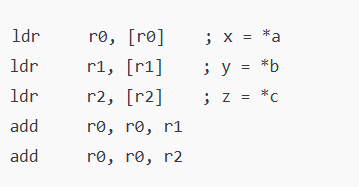 ldr     r0, [r0]   ; x = *a
ldr     r1, [r1]   ; y = *b
ldr     r2, [r2]   ; z = *c
add     r0, r0, r1
add     r0, r0, r2